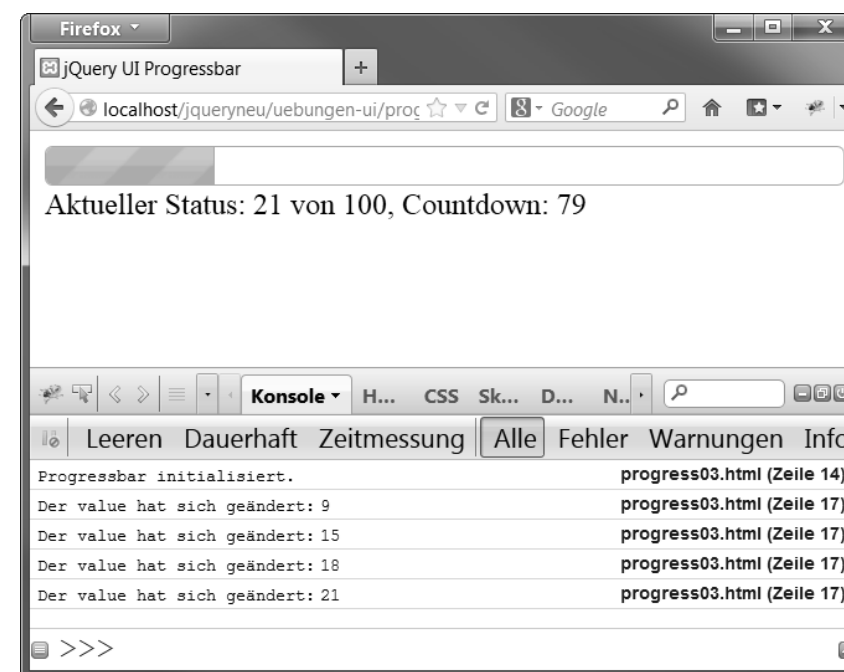 Firefox
jQuery UI Progressbar
+
localhost/jqueryneu/uebungen-ui/prog
8 Google
Aktueller Status: 21 von 100, Countdown: 79
Konsole H... CSS Sk... D... N..
Leeren Dauerhaft Zeitmessung Alle Fehler Warnungen Info
Progressbar initialisiert. progress03.html (Zeile 14)
Der value hat sich geändert: 9 progress03.html (Zeile 17)
Der value hat sich geändert: 15 progress03.html (Zeile 17)
Der value hat sich geändert: 18 progress03.html (Zeile 17)
Der value hat sich geändert: 21 progress03.html (Zeile 17)
>>>